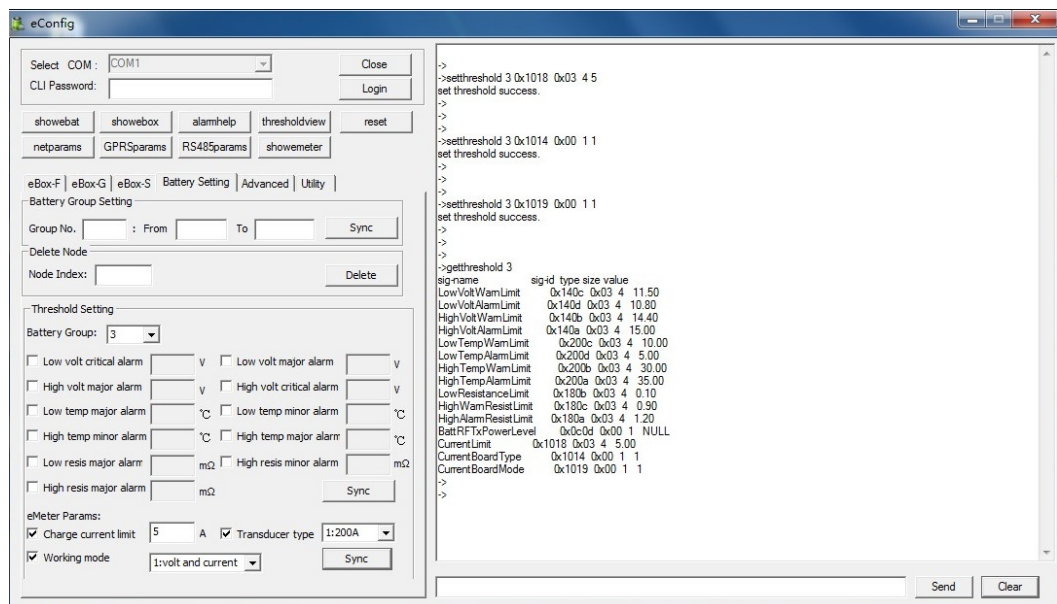 eConfig
Select COM : COM1 Close
CLI Password: Login
showebat showebox alarmhelp thresholdview reset
netparams GPRSparams RS485params showemeter
eBox-F eBox-G eBox-S Battery Setting Advanced Utility
Battery Group Setting
Group No. : From To Sync
Delete Node
Node Index: Delete
Threshold Setting
Battery Group: 3
Low volt critical alarm V Low volt major alarm V
High volt major alarm V High volt critical alarm V
Low temp major alarm ℃ Low temp minor alarm ℃
High temp minor alarm ℃ High temp major alarm ℃
Low resis major alarm mΩ High resis minor alarm mΩ
High resis major alarm mΩ Sync
eMeter Params:
Charge current limit 5 A Transducer type 1:200A
Working mode 1:volt and current Sync
->
->setthreshold 3 0x1018 0x03 4 5
set threshold success.
->
->
->
->setthreshold 3 0x1014 0x00 1 1
set threshold success.
->
->
->
->setthreshold 3 0x1019 0x00 1 1
set threshold success.
->
->
->
->getthreshold 3
sig-name sig-id type size value
LowVoltWarnLimit 0x140c 0x03 4 11.50
LowVoltAlarmLimit 0x140d 0x03 4 10.80
HighVoltWarnLimit 0x140b 0x03 4 14.40
HighVoltAlarmLimit 0x140a 0x03 4 15.00
LowTempWarnLimit 0x200c 0x03 4 10.00
LowTempAlarmLimit 0x200d 0x03 4 5.00
HighTempWarnLimit 0x200b 0x03 4 30.00
HighTempAlarmLimit 0x200a 0x03 4 35.00
LowResistanceLimit 0x180b 0x03 4 0.10
HighWarnResistLimit 0x180c 0x03 4 0.90
HighAlarmResistLimit 0x180a 0x03 4 1.20
BattRFTxPowerLevel 0x0c0d 0x00 1 NULL
CurrentLimit 0x1018 0x03 4 5.00
CurrentBoardType 0x1014 0x00 1 1
CurrentBoardMode 0x1019 0x00 1 1
->
->
Send Clear